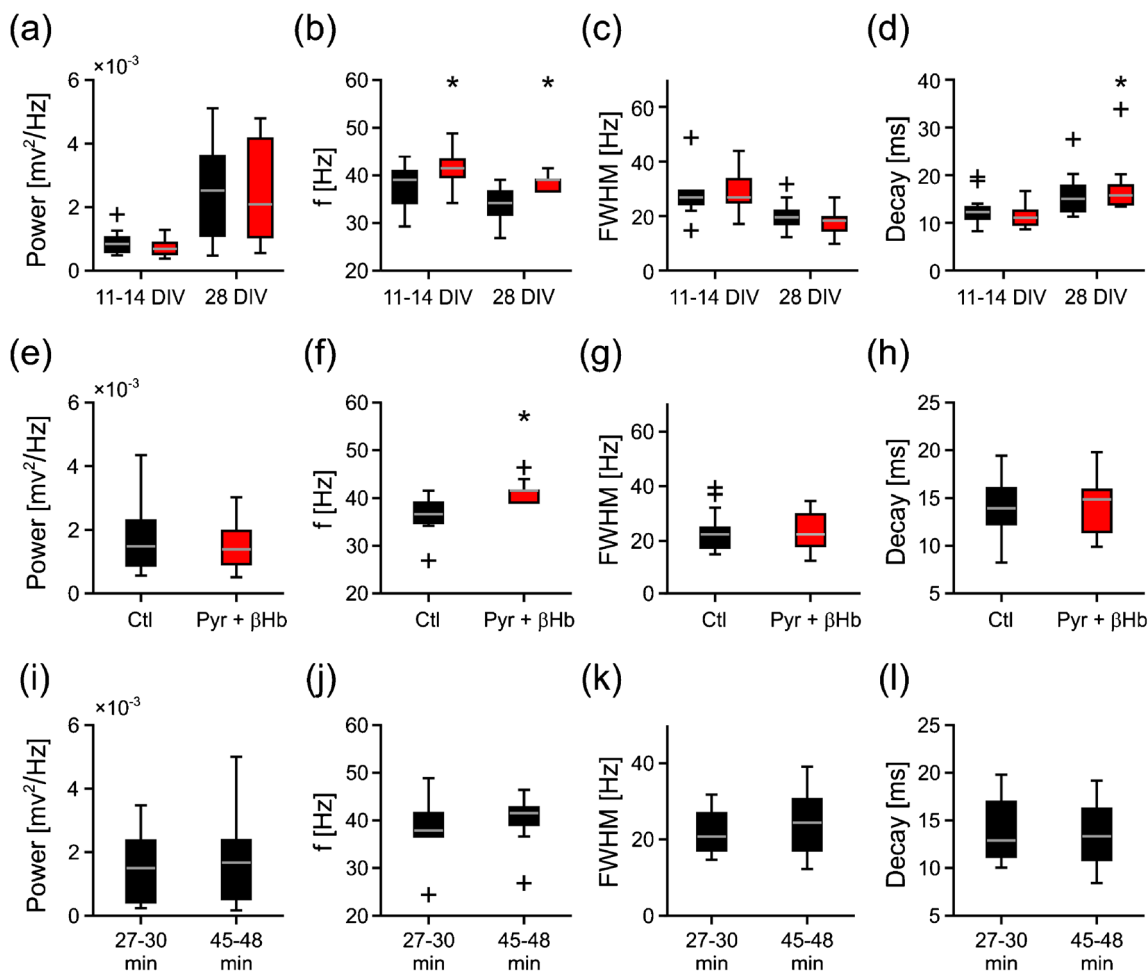 (a) (b) (c) (d)
×10⁻³
Power [mv²/Hz]
6
4
2
0
11-14 DIV 28 DIV
f [Hz]
60
50
40
30
20
* *
11-14 DIV 28 DIV
FWHM [Hz]
60
40
20
0
11-14 DIV 28 DIV
Decay [ms]
40
30
20
10
0
*
11-14 DIV 28 DIV
(e) (f) (g) (h)
×10⁻³
Power [mv²/Hz]
6
4
2
0
Ctl Pyr + βHb
f [Hz]
60
50
40
30
20
*
Ctl Pyr + βHb
FWHM [Hz]
60
40
20
0
Ctl Pyr + βHb
Decay [ms]
25
20
15
10
5
Ctl Pyr + βHb
(i) (j) (k) (l)
×10⁻³
Power [mv²/Hz]
6
4
2
0
27-30 45-48
min min
f [Hz]
60
50
40
30
20
27-30 45-48
min min
FWHM [Hz]
40
20
0
27-30 45-48
min min
Decay [ms]
25
20
15
10
5
27-30 45-48
min min